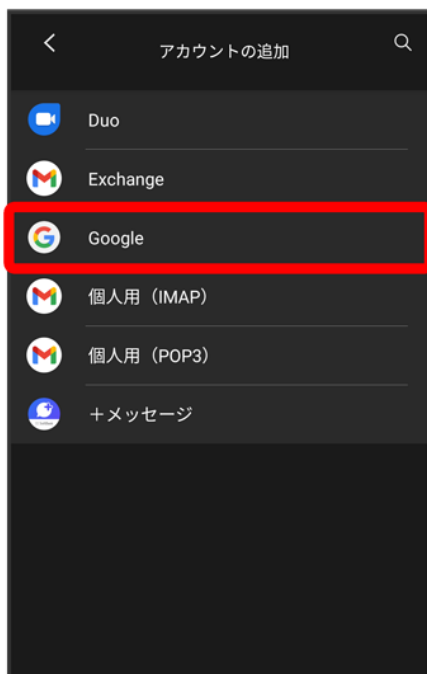 アカウントの追加
Duo
Exchange
Google
個人用（IMAP）
個人用（POP3）
＋メッセージ